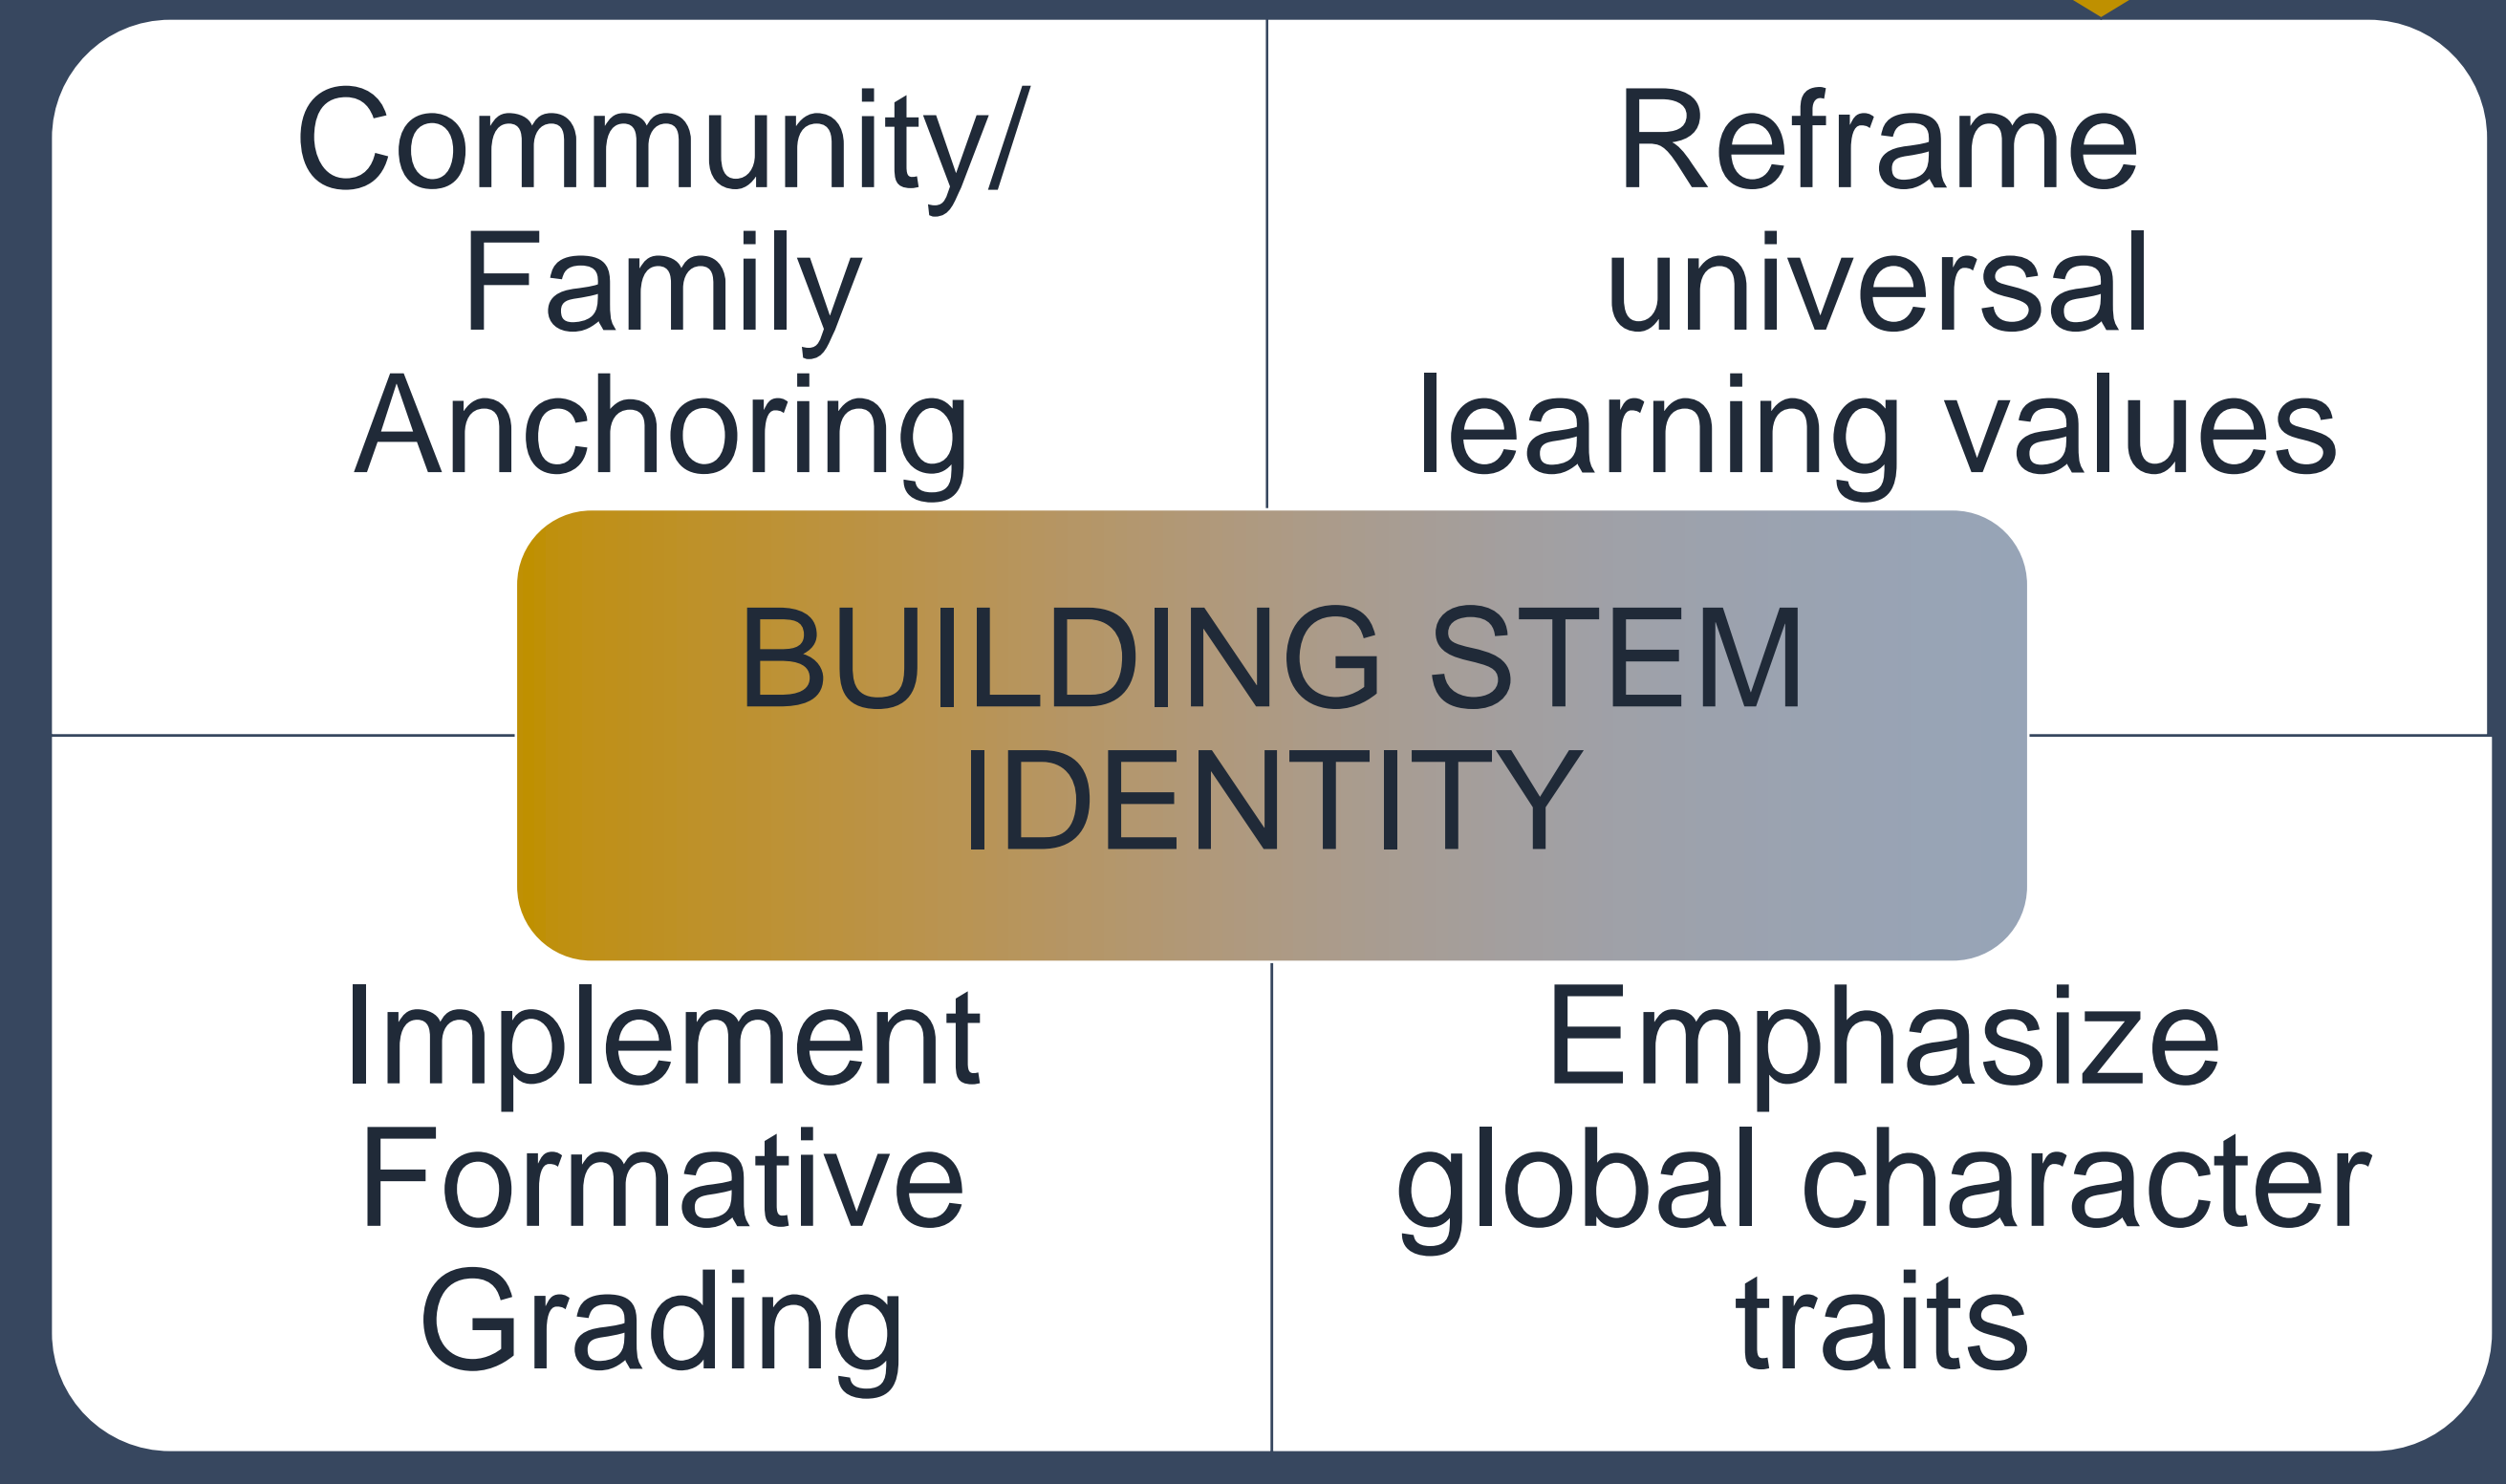 Community/
Family
Anchoring
Reframe
universal
learning values
BUILDING STEM
IDENTITY
Implement
Formative
Grading
Emphasize
global character
traits